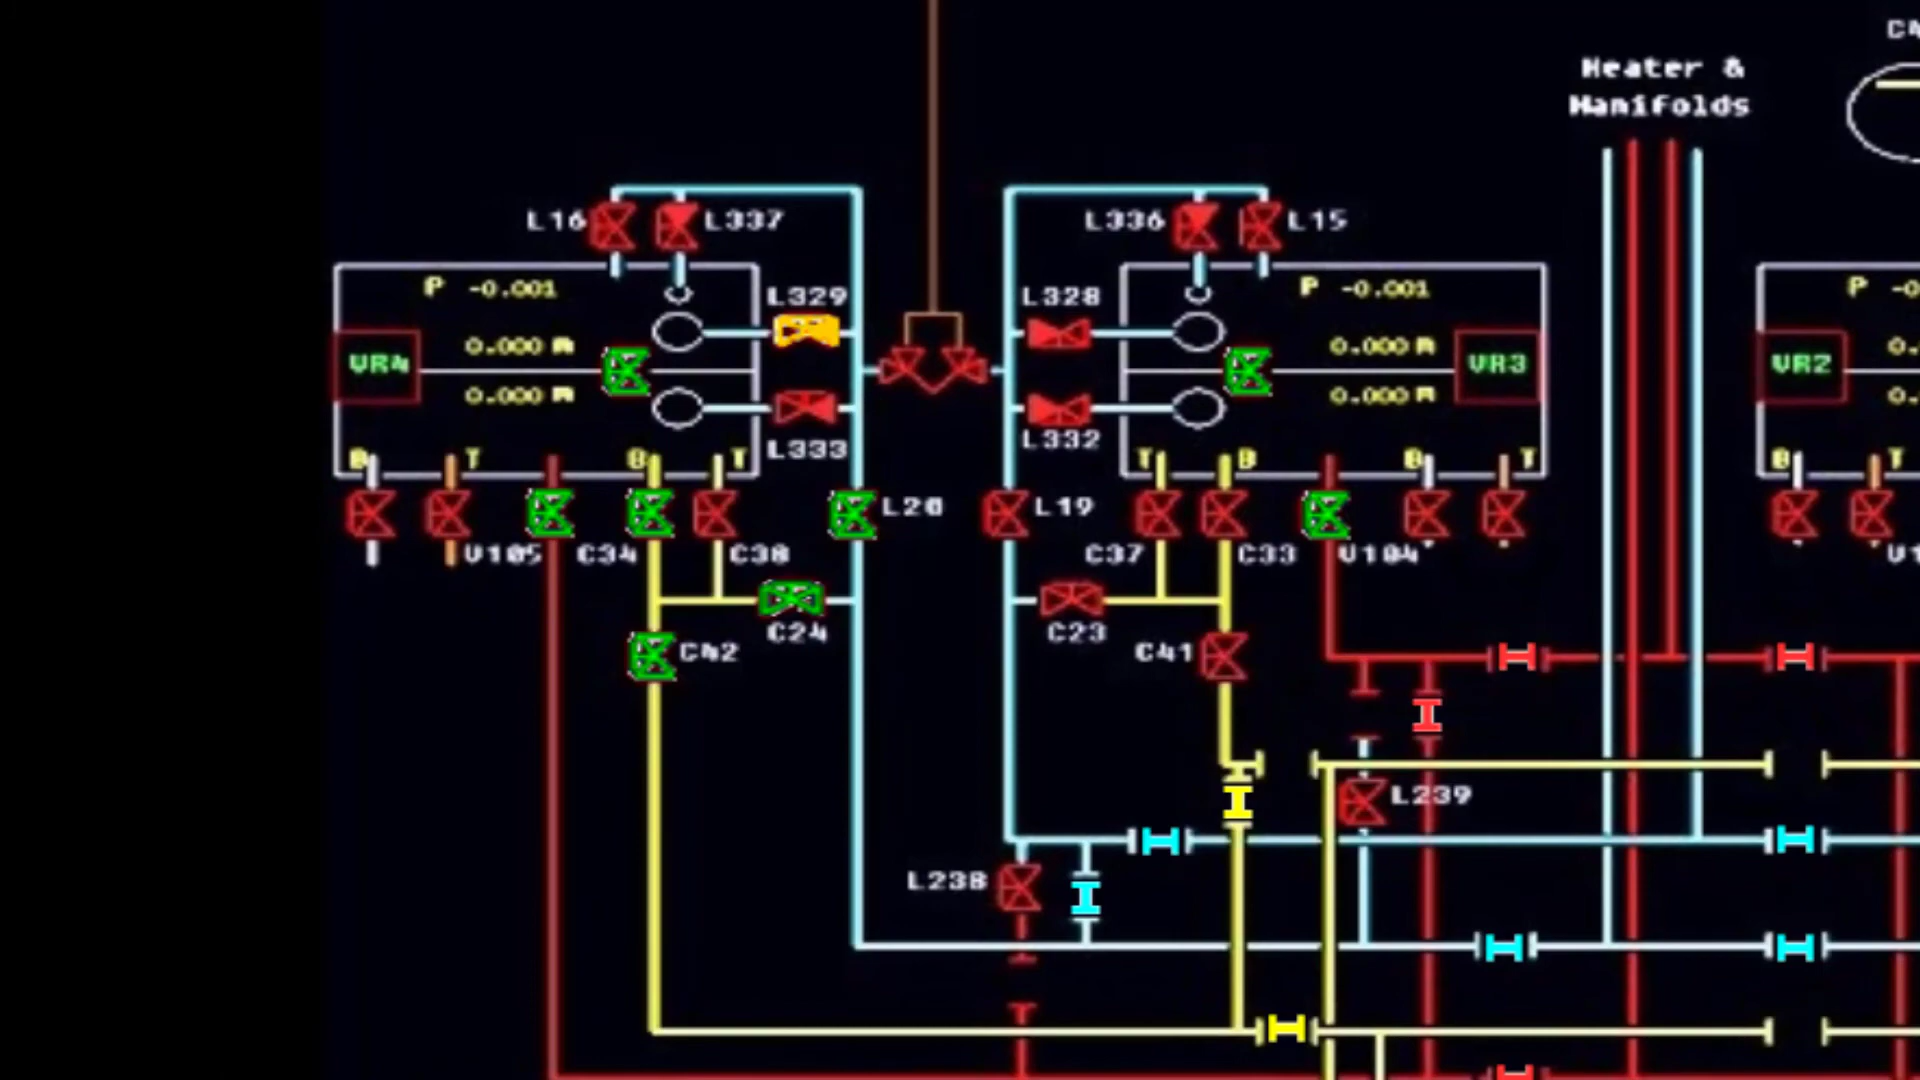 Heater &
Manifolds
L16
L337
L336
L15
P -0.001
L329
L328
P -0.001
VR4
0.000 m
0.000 m
VR3
VR2
0.000 m
0.000 m
L333
L332
B
T
B
T
T
B
B
T
B
T
L20
L19
V105
C34
C38
C37
C33
V104
C24
C23
C42
C41
L239
L238